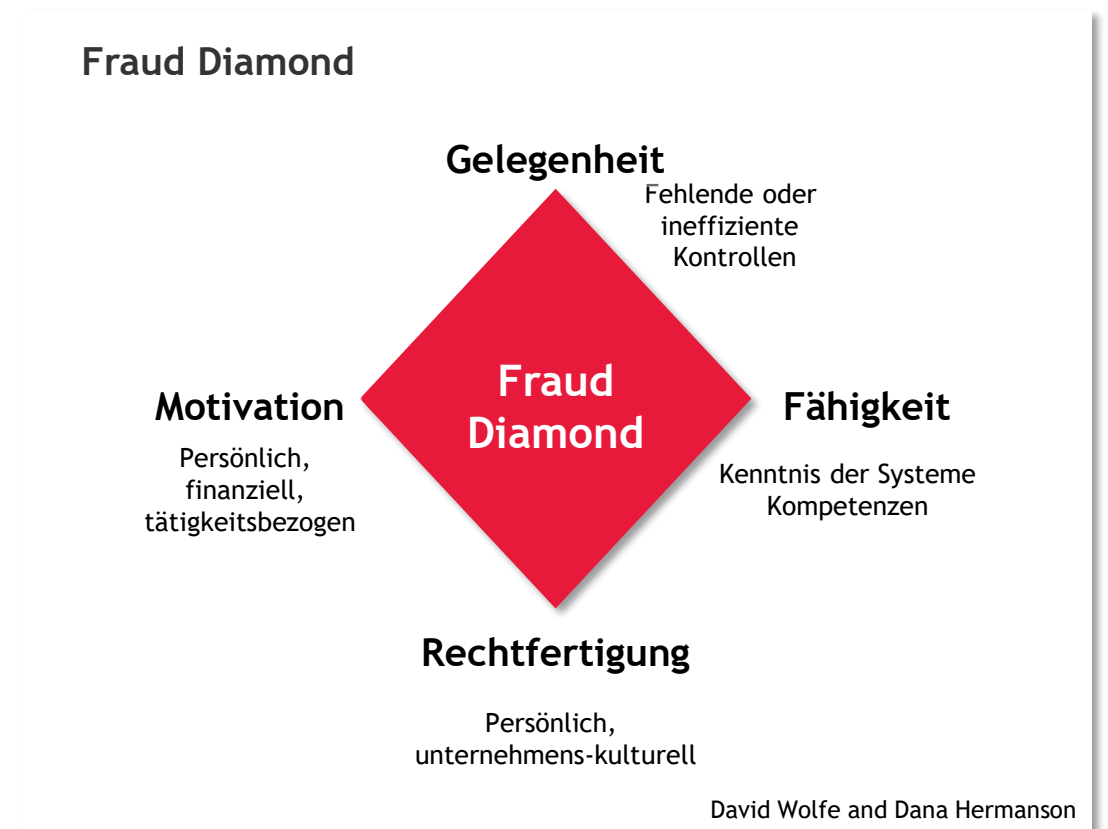 Fraud Diamond
Gelegenheit
Fehlende oder
ineffiziente
Kontrollen
Fraud
Diamond
Motivation
Persönlich,
finanziell,
tätigkeitsbezogen
Fähigkeit
Kenntnis der Systeme
Kompetenzen
Rechtfertigung
Persönlich,
unternehmens-kulturell
David Wolfe and Dana Hermanson